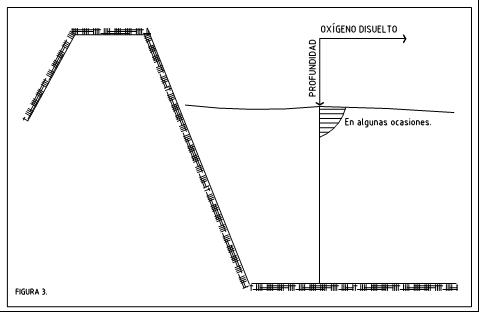 OXÍGENO DISUELTO
PROFUNDIDAD
En algunas ocasiones.
FIGURA 3.